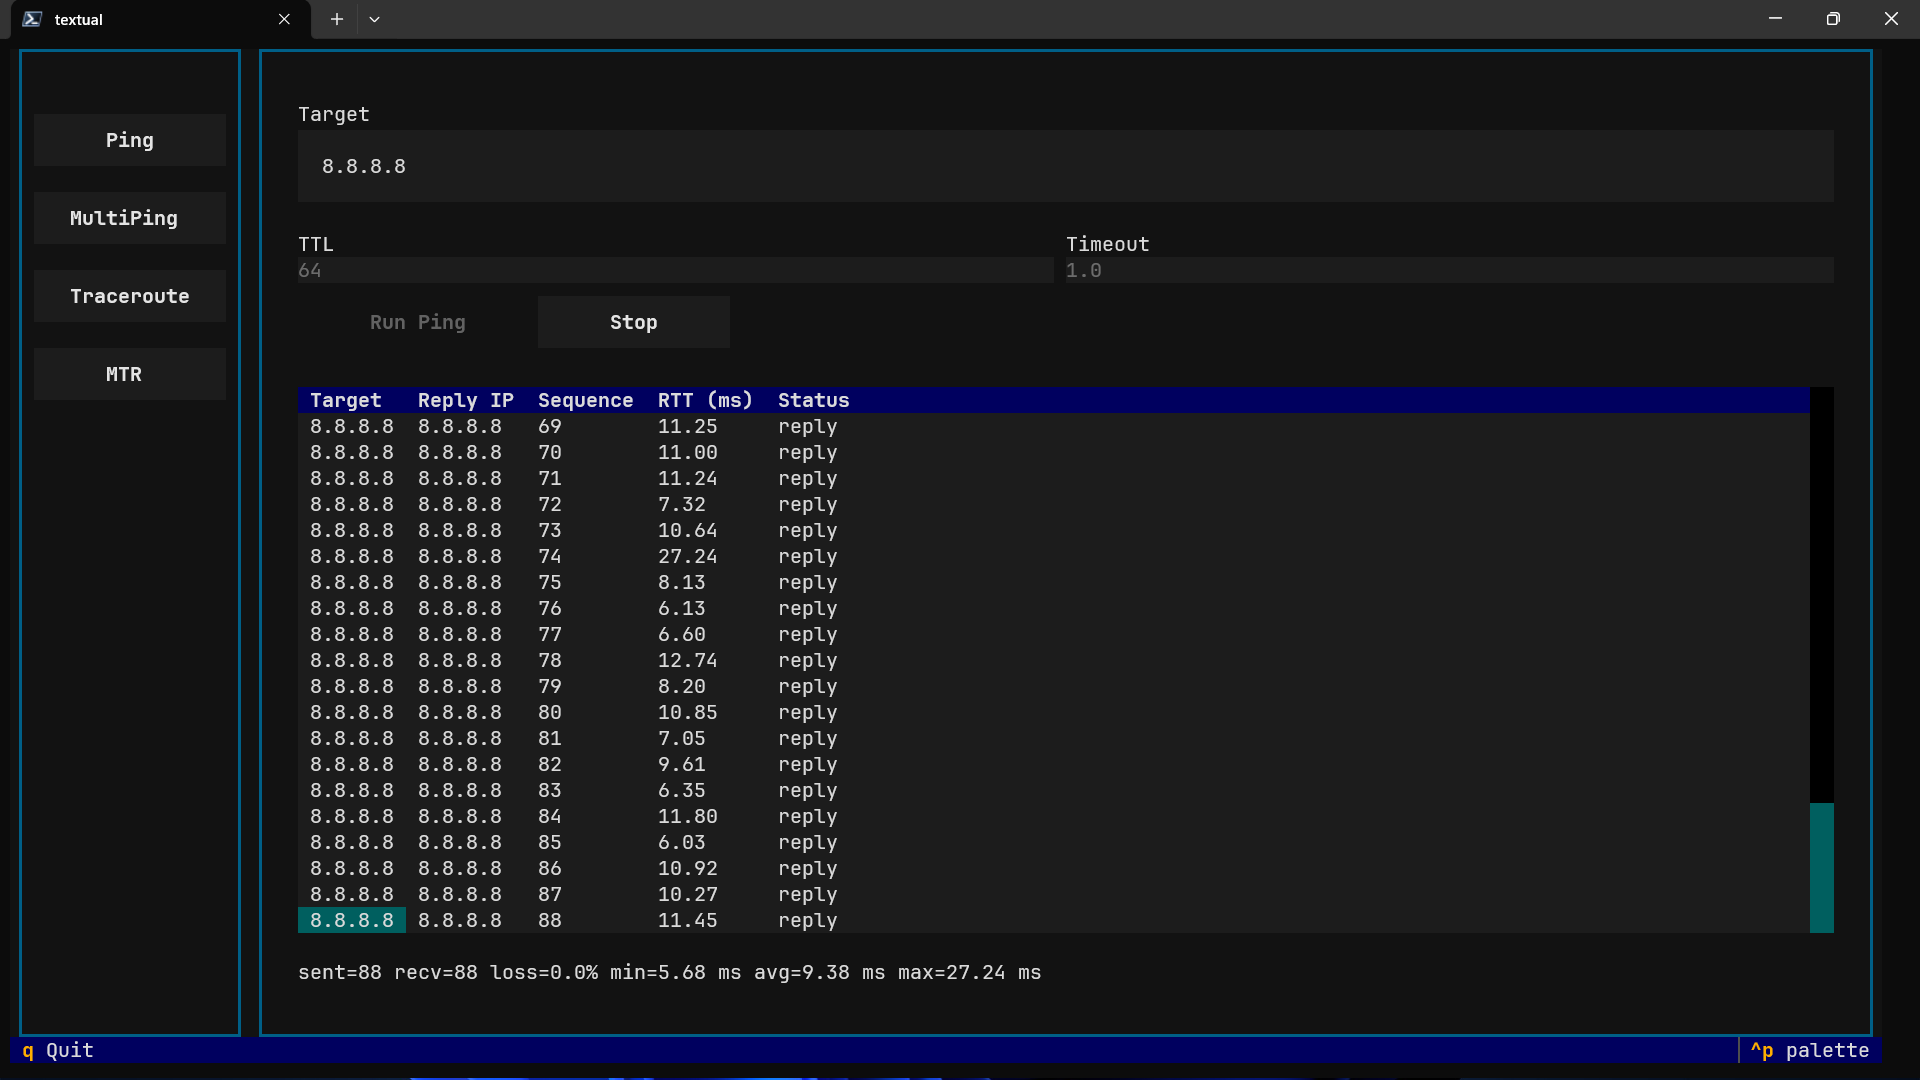 textual
Ping
MultiPing
Traceroute
MTR
Target
8.8.8.8
TTL Timeout
64 1.0
Run Ping Stop
Target Reply IP Sequence RTT (ms) Status
8.8.8.8 8.8.8.8 69 11.25 reply
8.8.8.8 8.8.8.8 70 11.00 reply
8.8.8.8 8.8.8.8 71 11.24 reply
8.8.8.8 8.8.8.8 72 7.32 reply
8.8.8.8 8.8.8.8 73 10.64 reply
8.8.8.8 8.8.8.8 74 27.24 reply
8.8.8.8 8.8.8.8 75 8.13 reply
8.8.8.8 8.8.8.8 76 6.13 reply
8.8.8.8 8.8.8.8 77 6.60 reply
8.8.8.8 8.8.8.8 78 12.74 reply
8.8.8.8 8.8.8.8 79 8.20 reply
8.8.8.8 8.8.8.8 80 10.85 reply
8.8.8.8 8.8.8.8 81 7.05 reply
8.8.8.8 8.8.8.8 82 9.61 reply
8.8.8.8 8.8.8.8 83 6.35 reply
8.8.8.8 8.8.8.8 84 11.80 reply
8.8.8.8 8.8.8.8 85 6.03 reply
8.8.8.8 8.8.8.8 86 10.92 reply
8.8.8.8 8.8.8.8 87 10.27 reply
8.8.8.8 8.8.8.8 88 11.45 reply
sent=88 recv=88 loss=0.0% min=5.68 ms avg=9.38 ms max=27.24 ms
q Quit ^p palette